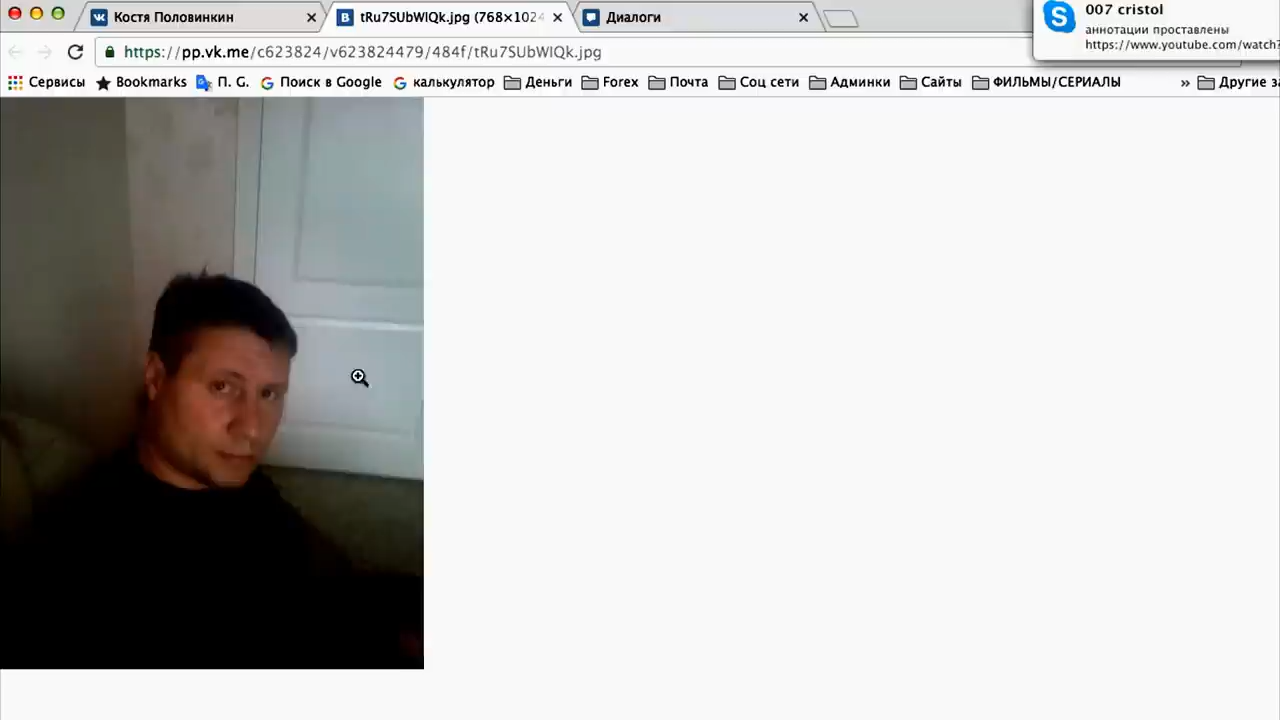 Костя Половинкин
tRu7SUbWlQk.jpg (768×1024
Диалоги
007 cristol
аннотации проставлены
https://www.youtube.com/watch?
https://pp.vk.me/c623824/v623824479/484f/tRu7SUbWlQk.jpg
Сервисы Bookmarks П. G. Поиск в Google калькулятор Деньги Forex Почта Соц сети Админки Сайты ФИЛЬМЫ/СЕРИАЛЫ » Другие за